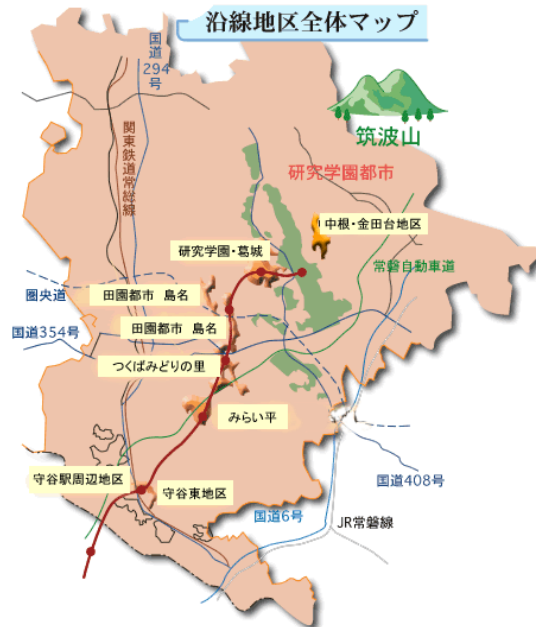 沿線地区全体マップ
国道
294
号
関東鉄道常総線
筑波山
研究学園都市
中根・金田台地区
研究学園・葛城
常磐自動車道
圏央道
田園都市 島名
国道354号
田園都市 島名
つくばみどりの里
みらい平
守谷駅周辺地区
守谷東地区
国道408号
国道6号
JR常磐線